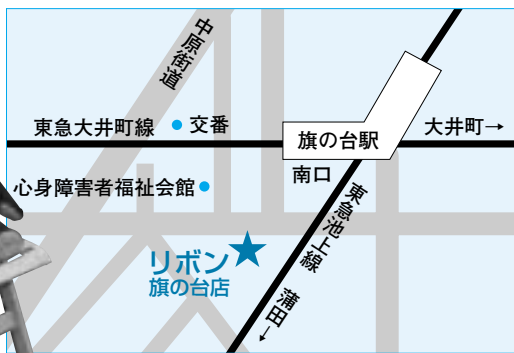 中原街道
東急大井町線
交番
旗の台駅
大井町→
南口
心身障害者福祉会館
東急池上線
リボン
旗の台店
蒲田→